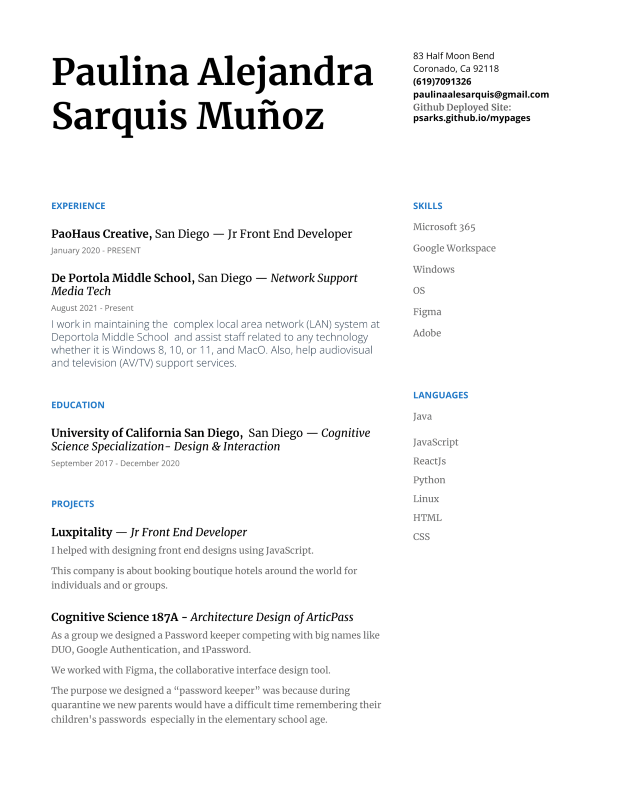 Paulina Alejandra
Sarquis Muñoz
83 Half Moon Bend
Coronado, Ca 92118
(619)7091326
paulinaalesarquis@gmail.com
Github Deployed Site:
psarks.github.io/mypages
EXPERIENCE
PaoHaus Creative, San Diego — Jr Front End Developer
January 2020 - PRESENT
De Portola Middle School, San Diego — Network Support
Media Tech
August 2021 - Present
I work in maintaining the  complex local area network (LAN) system at
Deportola Middle School  and assist staff related to any technology
whether it is Windows 8, 10, or 11, and MacO. Also, help audiovisual
and television (AV/TV) support services.
EDUCATION
University of California San Diego,  San Diego — Cognitive
Science Specialization- Design & Interaction
September 2017 - December 2020
PROJECTS
Luxpitality — Jr Front End Developer
I helped with designing front end designs using JavaScript.
This company is about booking boutique hotels around the world for
individuals and or groups.
Cognitive Science 187A - Architecture Design of ArticPass
As a group we designed a Password keeper competing with big names like
DUO, Google Authentication, and 1Password.
We worked with Figma, the collaborative interface design tool.
The purpose we designed a “password keeper” was because during
quarantine we new parents would have a difficult time remembering their
children's passwords  especially in the elementary school age.
SKILLS
Microsoft 365
Google Workspace
Windows
OS
Figma
Adobe
LANGUAGES
Java
JavaScript
ReactJs
Python
Linux
HTML
CSS